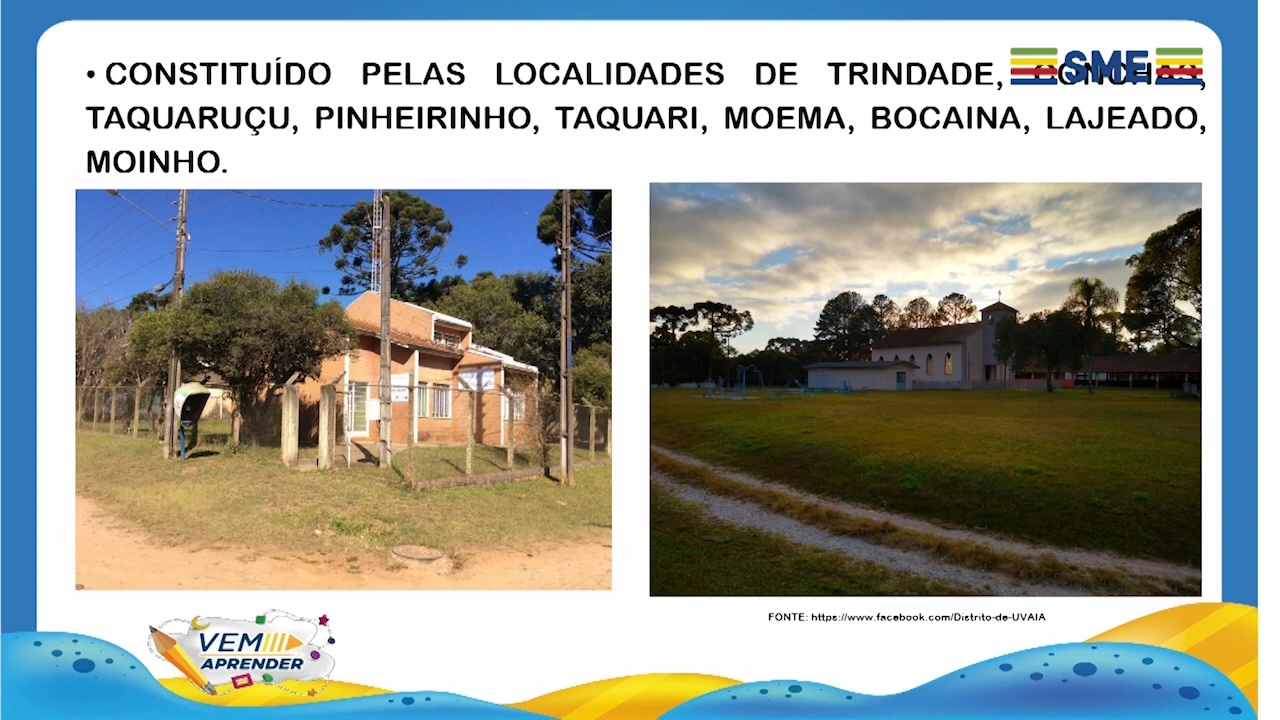 • CONSTITUÍDO PELAS LOCALIDADES DE TRINDADE, CONCHAS,
SME
TAQUARUÇU, PINHEIRINHO, TAQUARI, MOEMA, BOCAINA, LAJEADO,
MOINHO.
FONTE: https://www.facebook.com/Distrito-de-UVAIA
VEM
APRENDER